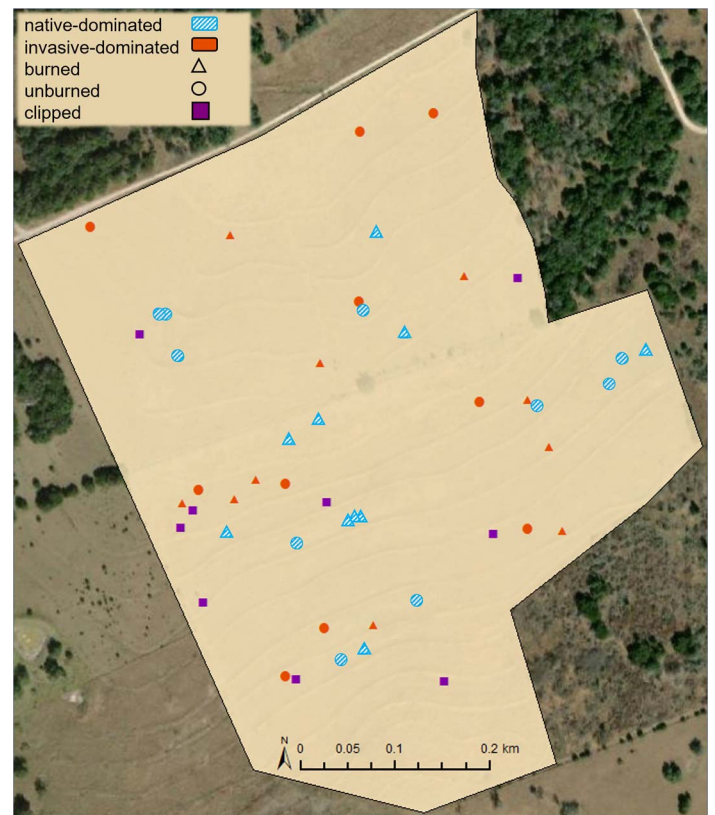 native-dominated
invasive-dominated
burned
unburned
clipped
N
0 0.05 0.1 0.2 km